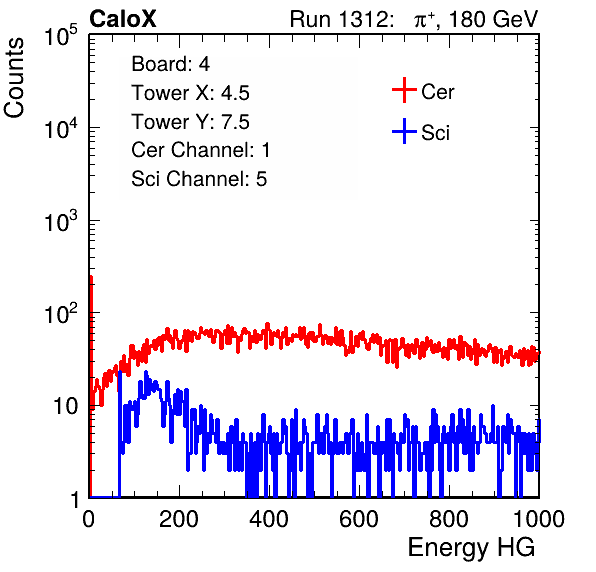 CaloX Run 1312: π⁺, 180 GeV
Board: 4
Tower X: 4.5
Tower Y: 7.5
Cer Channel: 1
Sci Channel: 5
Cer
Sci
Counts
10⁵
10⁴
10³
10²
10
1
0 200 400 600 800 1000
Energy HG